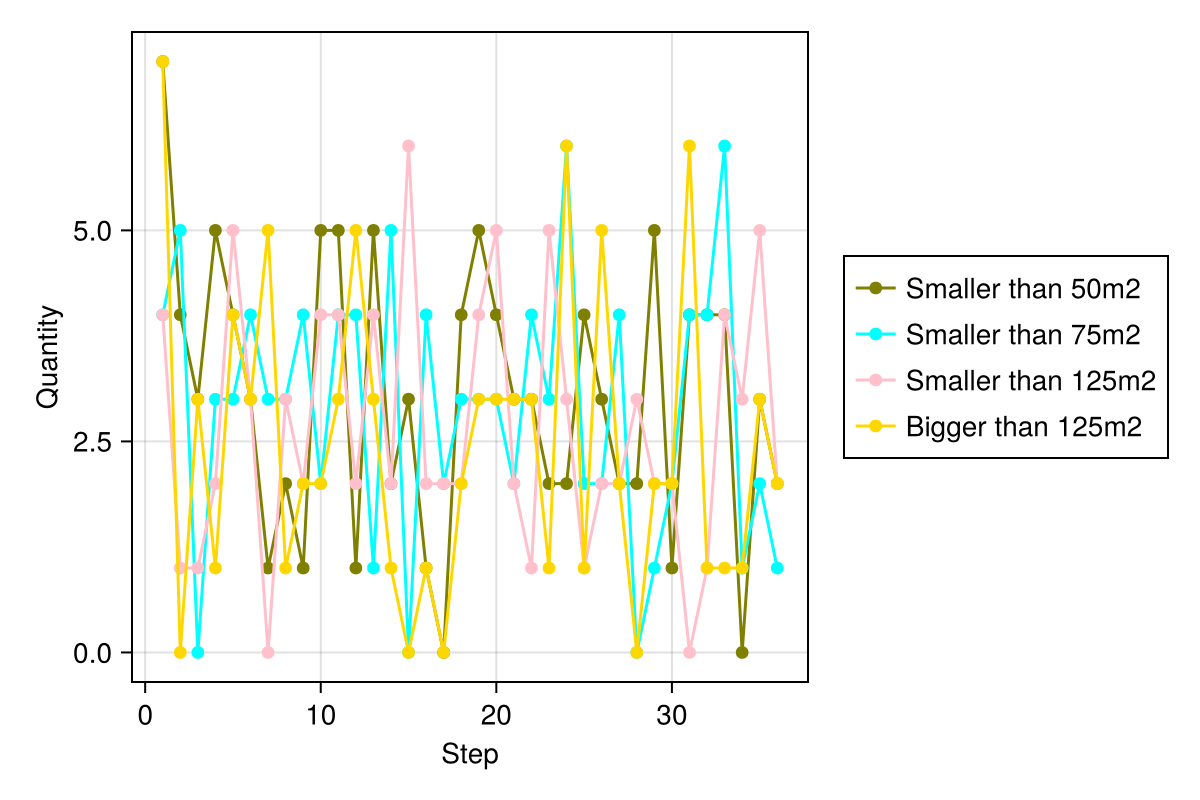 Quantity
5.0
2.5
0.0
0
10
20
30
Step
Smaller than 50m2
Smaller than 75m2
Smaller than 125m2
Bigger than 125m2